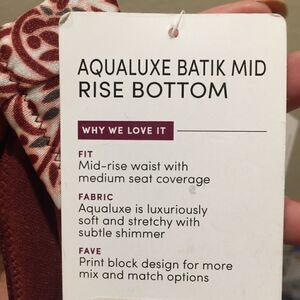 AQUALUXE BATIK MID
RISE BOTTOM
WHY WE LOVE IT
FIT
Mid-rise waist with
medium seat coverage
FABRIC
Aqualuxe is luxuriously
soft and stretchy with
subtle shimmer
FAVE
Print block design for more
mix and match options